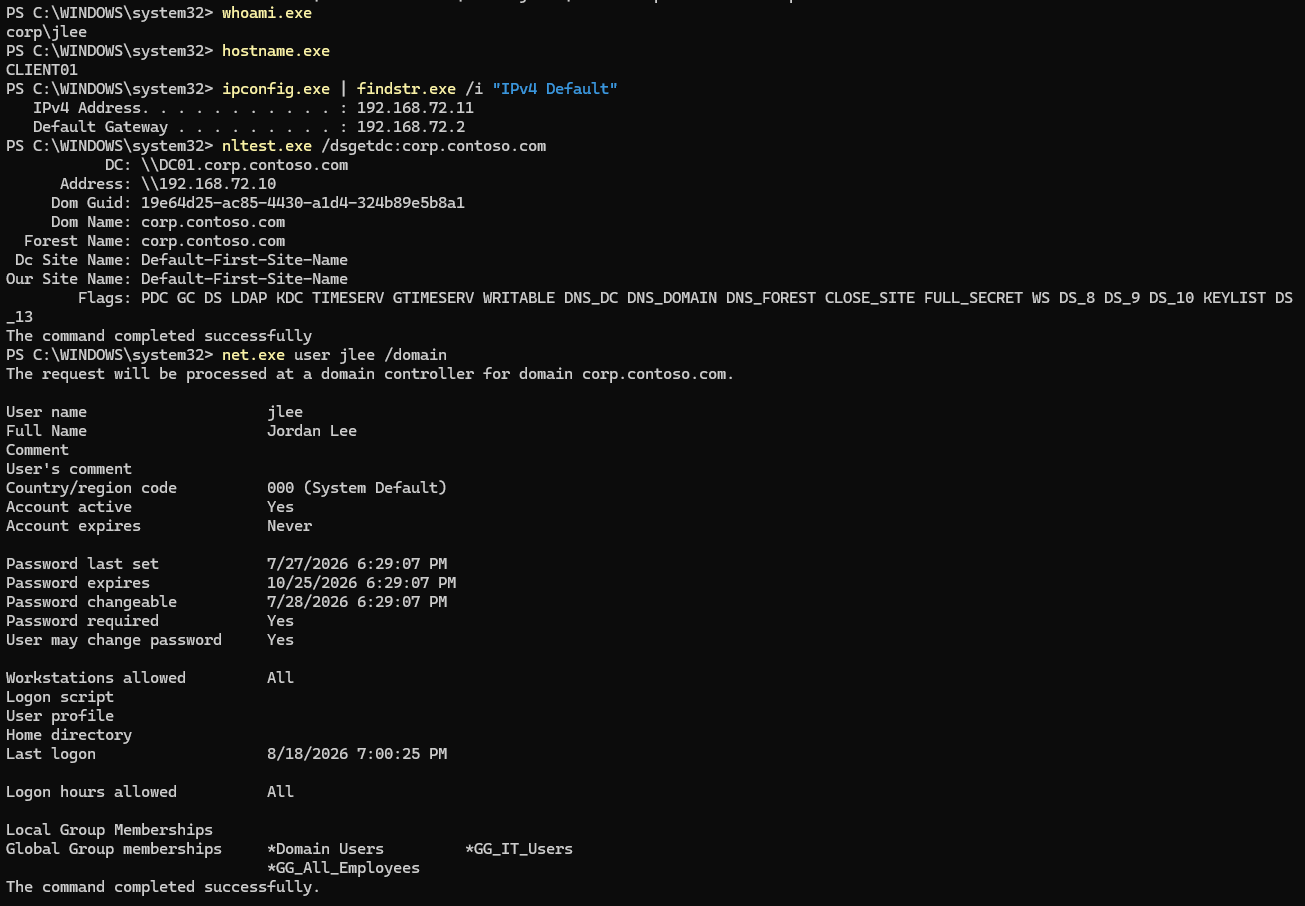 PS C:\WINDOWS\system32> whoami.exe
corp\jlee
PS C:\WINDOWS\system32> hostname.exe
CLIENT01
PS C:\WINDOWS\system32> ipconfig.exe | findstr.exe /i "IPv4 Default"
   IPv4 Address. . . . . . . . . . . : 192.168.72.11
   Default Gateway . . . . . . . . . : 192.168.72.2
PS C:\WINDOWS\system32> nltest.exe /dsgetdc:corp.contoso.com
           DC: \\DC01.corp.contoso.com
      Address: \\192.168.72.10
     Dom Guid: 19e64d25-ac85-4430-a1d4-324b89e5b8a1
     Dom Name: corp.contoso.com
  Forest Name: corp.contoso.com
 Dc Site Name: Default-First-Site-Name
Our Site Name: Default-First-Site-Name
        Flags: PDC GC DS LDAP KDC TIMESERV GTIMESERV WRITABLE DNS_DC DNS_DOMAIN DNS_FOREST CLOSE_SITE FULL_SECRET WS DS_8 DS_9 DS_10 KEYLIST DS
_13
The command completed successfully
PS C:\WINDOWS\system32> net.exe user jlee /domain
The request will be processed at a domain controller for domain corp.contoso.com.

User name                    jlee
Full Name                    Jordan Lee
Comment
User's comment
Country/region code          000 (System Default)
Account active               Yes
Account expires              Never

Password last set            7/27/2026 6:29:07 PM
Password expires             10/25/2026 6:29:07 PM
Password changeable          7/28/2026 6:29:07 PM
Password required            Yes
User may change password     Yes

Workstations allowed         All
Logon script
User profile
Home directory
Last logon                   8/18/2026 7:00:25 PM

Logon hours allowed          All

Local Group Memberships
Global Group memberships     *Domain Users         *GG_IT_Users
                             *GG_All_Employees
The command completed successfully.